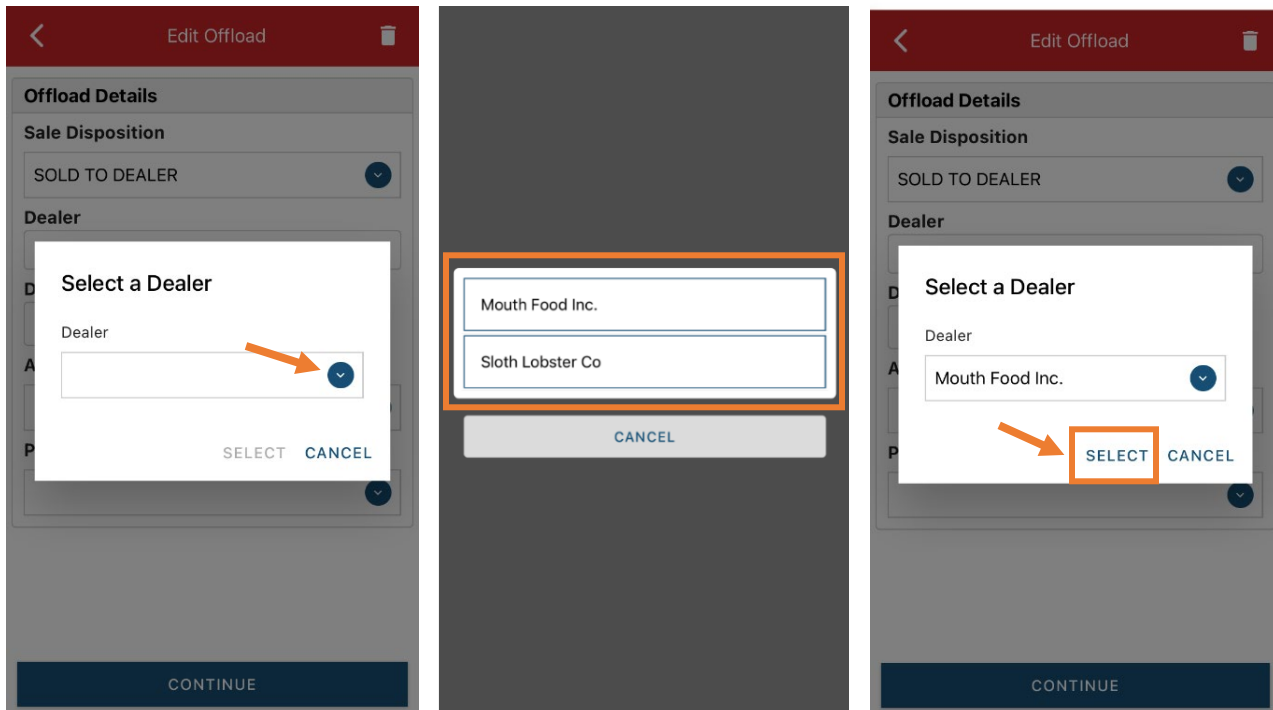 Edit Offload
Offload Details
Sale Disposition
SOLD TO DEALER
Dealer
D
Select a Dealer
Dealer
A
P
SELECT CANCEL
CONTINUE
Mouth Food Inc.
Sloth Lobster Co
CANCEL
Edit Offload
Offload Details
Sale Disposition
SOLD TO DEALER
Dealer
D
Select a Dealer
Dealer
A
Mouth Food Inc.
P
SELECT CANCEL
CONTINUE